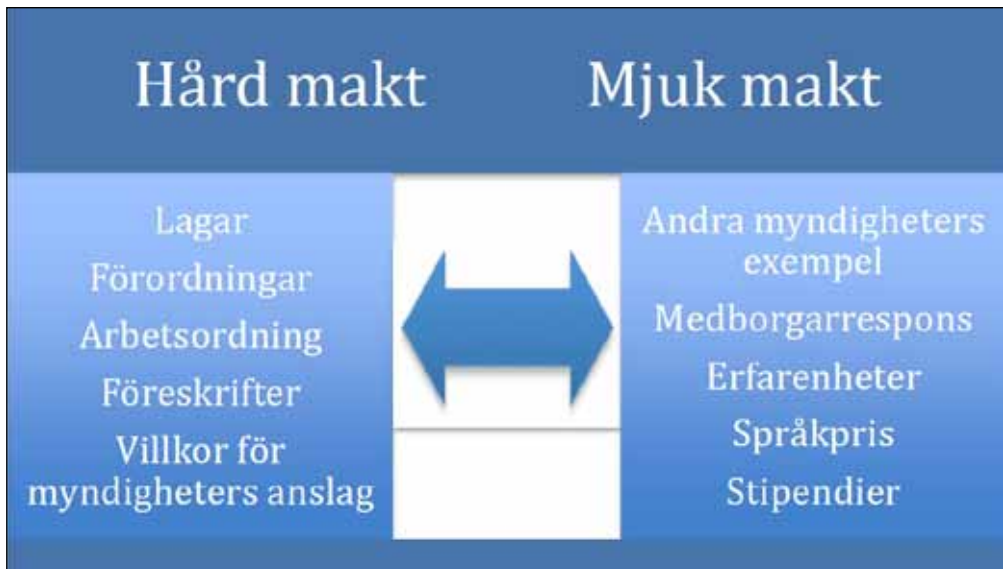 Hård makt
Mjuk makt
Lagar
Förordningar
Arbetsordning
Föreskrifter
Villkor för
myndigheters anslag
Andra myndigheters
exempel
Medborgarrespons
Erfarenheter
Språkpris
Stipendier